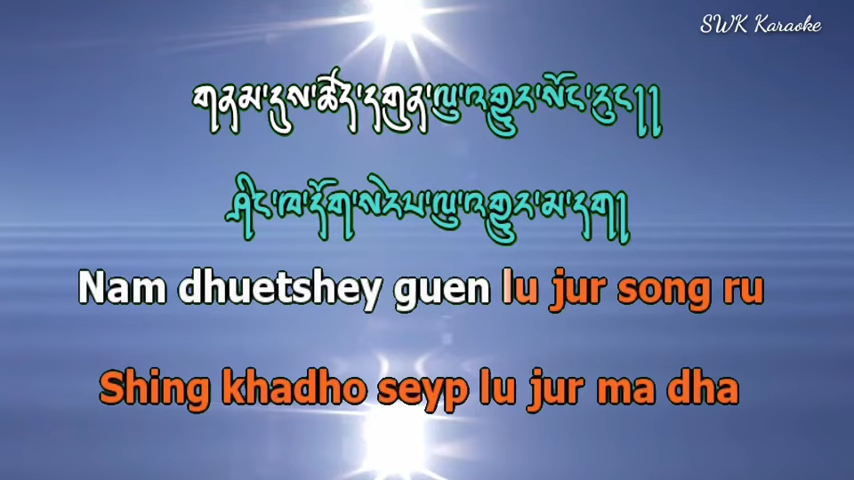 SWK Karaoke
གནམ་དུས་ཚོད་དགུན་ལུ་འགྱུར་སོང་རུང༎
ཤིང་ཁ་དོག་སེརཔ་ལུ་འགྱུར་མ་དག།
Nam dhuetshey guen lu jur song ru
Shing khadho seyp lu jur ma dha